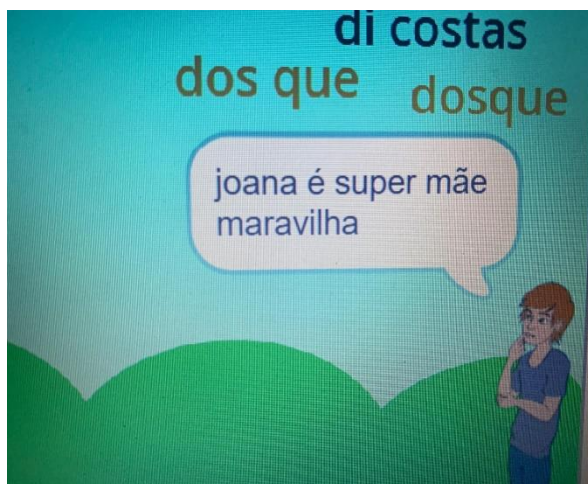 di costas
dos que
dosque
joana é super mãe
maravilha